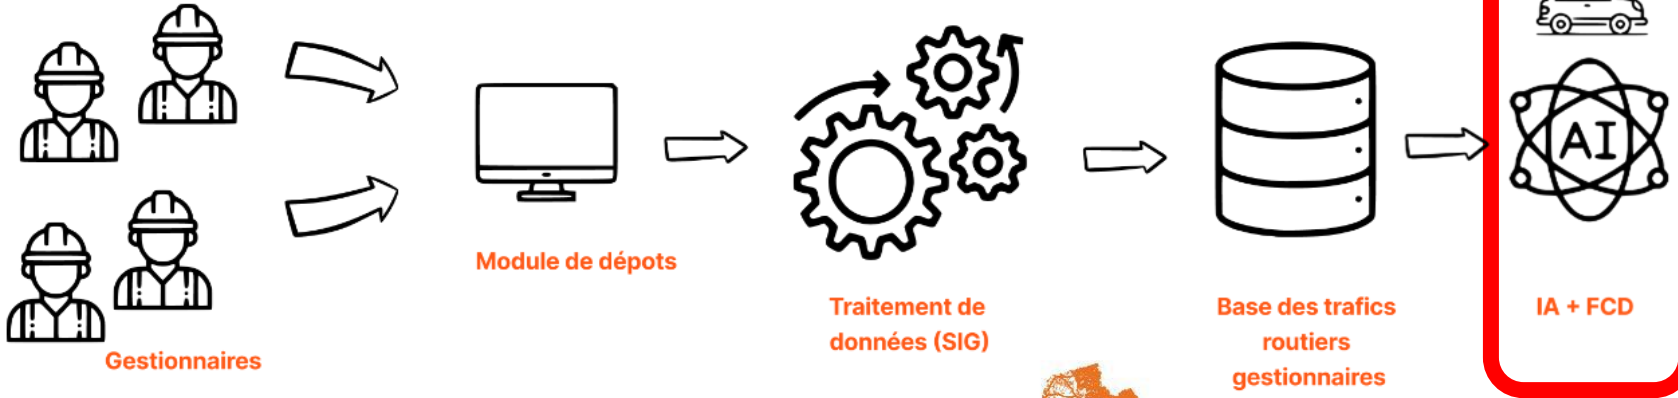 AI
Module de dépots
Traitement de
données (SIG)
Base des trafics
routiers
gestionnaires
IA + FCD
Gestionnaires